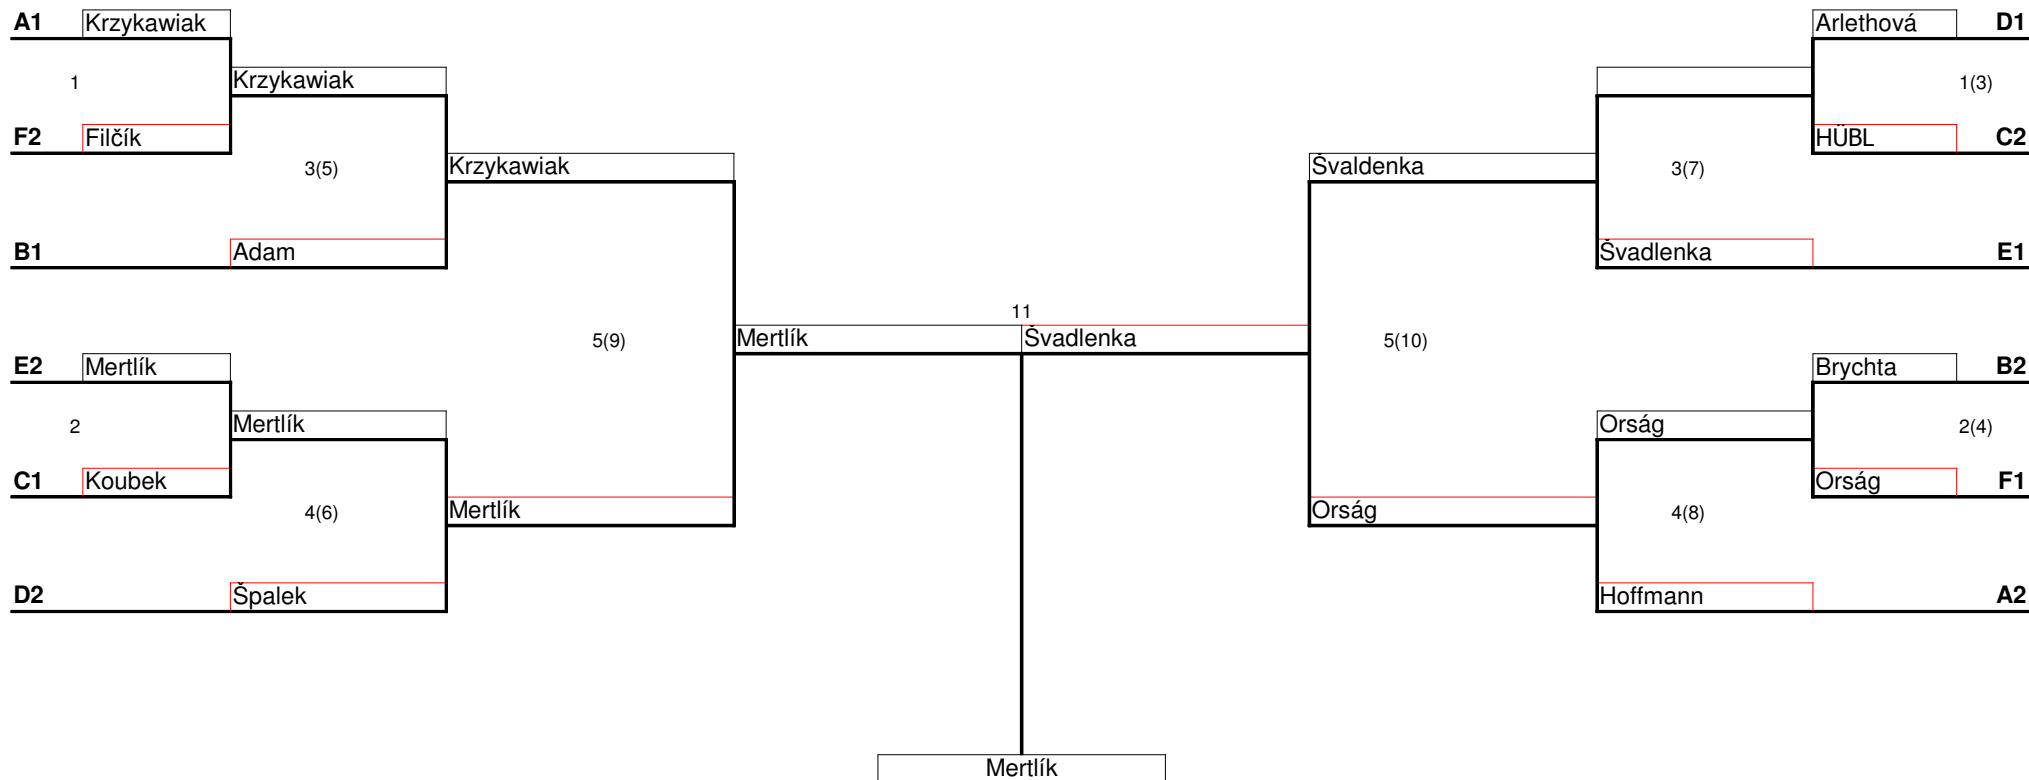 A1 Krzykawiak Arlethová D1
1 Krzykawiak 1(3)
F2 Filčík HÜBL C2
3(5) Krzykawiak Švaldenka 3(7)
B1 Adam Švadlenka E1
11
5(9) Mertlík Švadlenka 5(10)
E2 Mertlík Brychta B2
2 Mertlík Orság 2(4)
C1 Koubek Orság F1
4(6) Mertlík Orság 4(8)
D2 Špalek Hoffmann A2
Mertlík